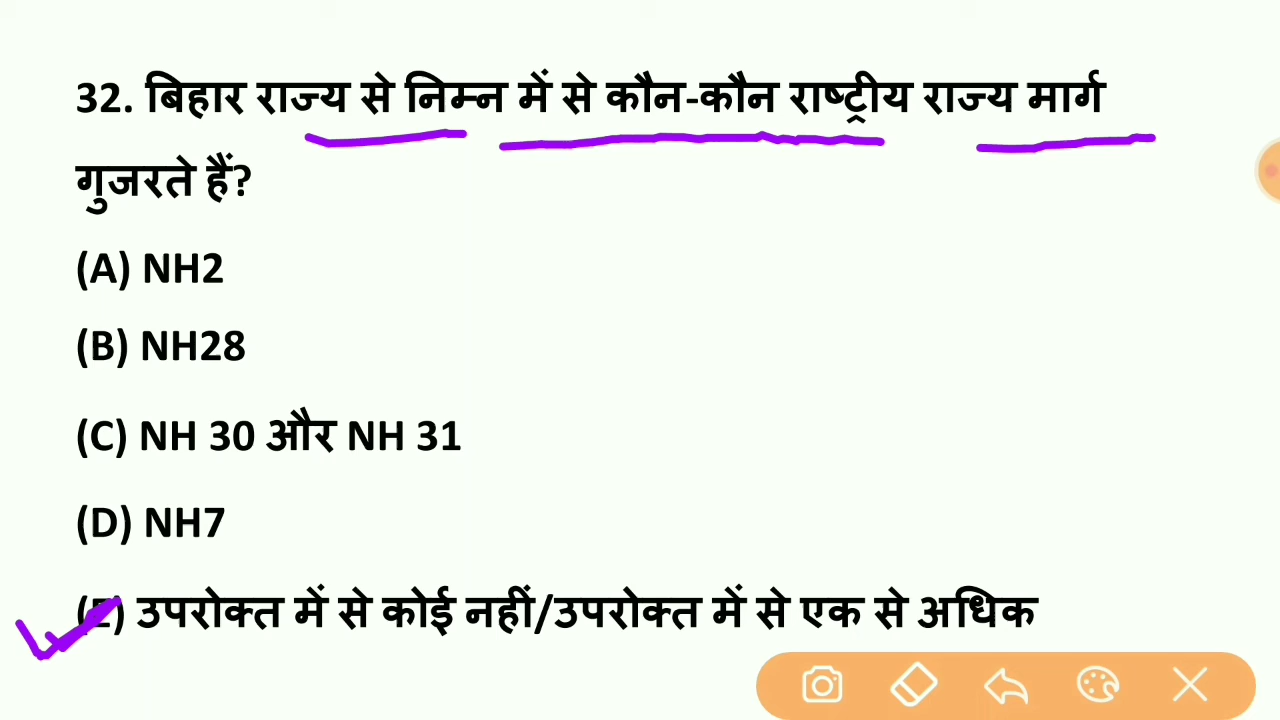 32. बिहार राज्य से निम्न में से कौन-कौन राष्ट्रीय राज्य मार्ग
गुजरते हैं?
(A) NH2
(B) NH28
(C) NH 30 और NH 31
(D) NH7
(E) उपरोक्त में से कोई नहीं/उपरोक्त में से एक से अधिक